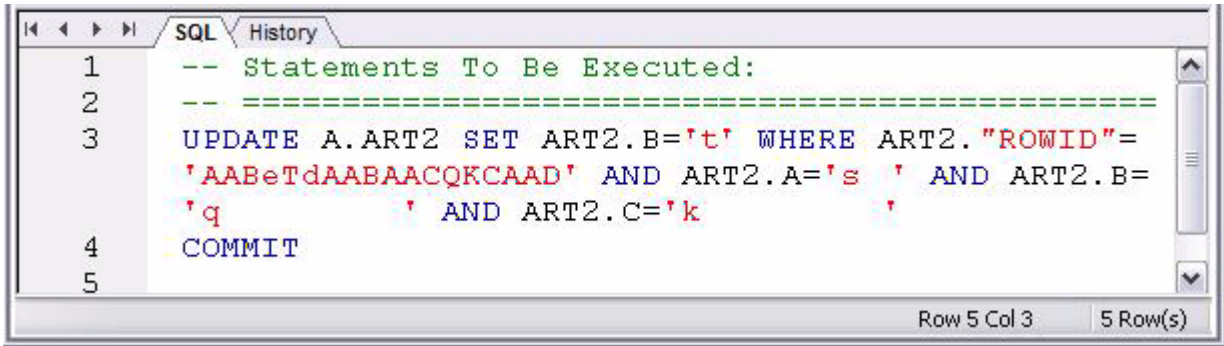 SQL History
1 -- Statements To Be Executed:
2 -- ==============================================
3 UPDATE A.ART2 SET ART2.B='t' WHERE ART2."ROWID"=
'AABeTdAABAACQKCAAD' AND ART2.A='s ' AND ART2.B=
'q         ' AND ART2.C='k         '
4 COMMIT
5
Row 5 Col 3 5 Row(s)